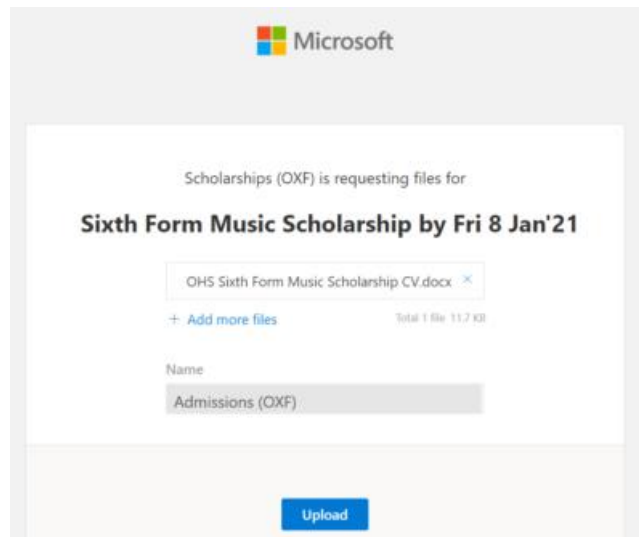 Microsoft
Scholarships (OXF) is requesting files for
Sixth Form Music Scholarship by Fri 8 Jan'21
OHS Sixth Form Music Scholarship CV.docx ×
+ Add more files Total 1 file 11.7 KB
Name
Admissions (OXF)
Upload